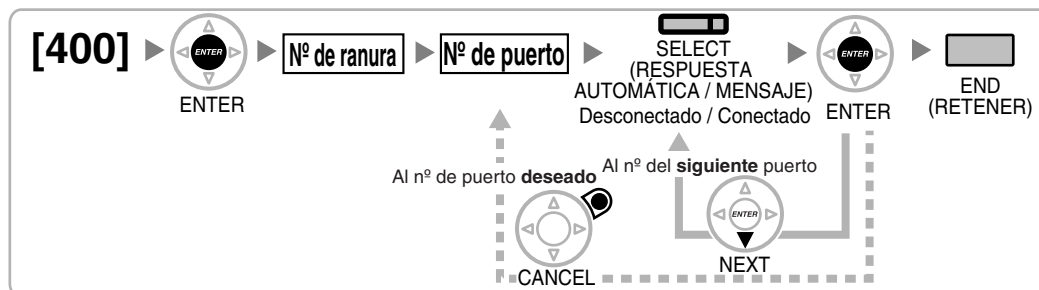 [400]
ENTER
ENTER
Nº de ranura
Nº de puerto
SELECT
(RESPUESTA
AUTOMÁTICA / MENSAJE)
Desconectado / Conectado
ENTER
ENTER
END
(RETENER)
Al nº de puerto deseado
CANCEL
Al nº del siguiente puerto
ENTER
NEXT